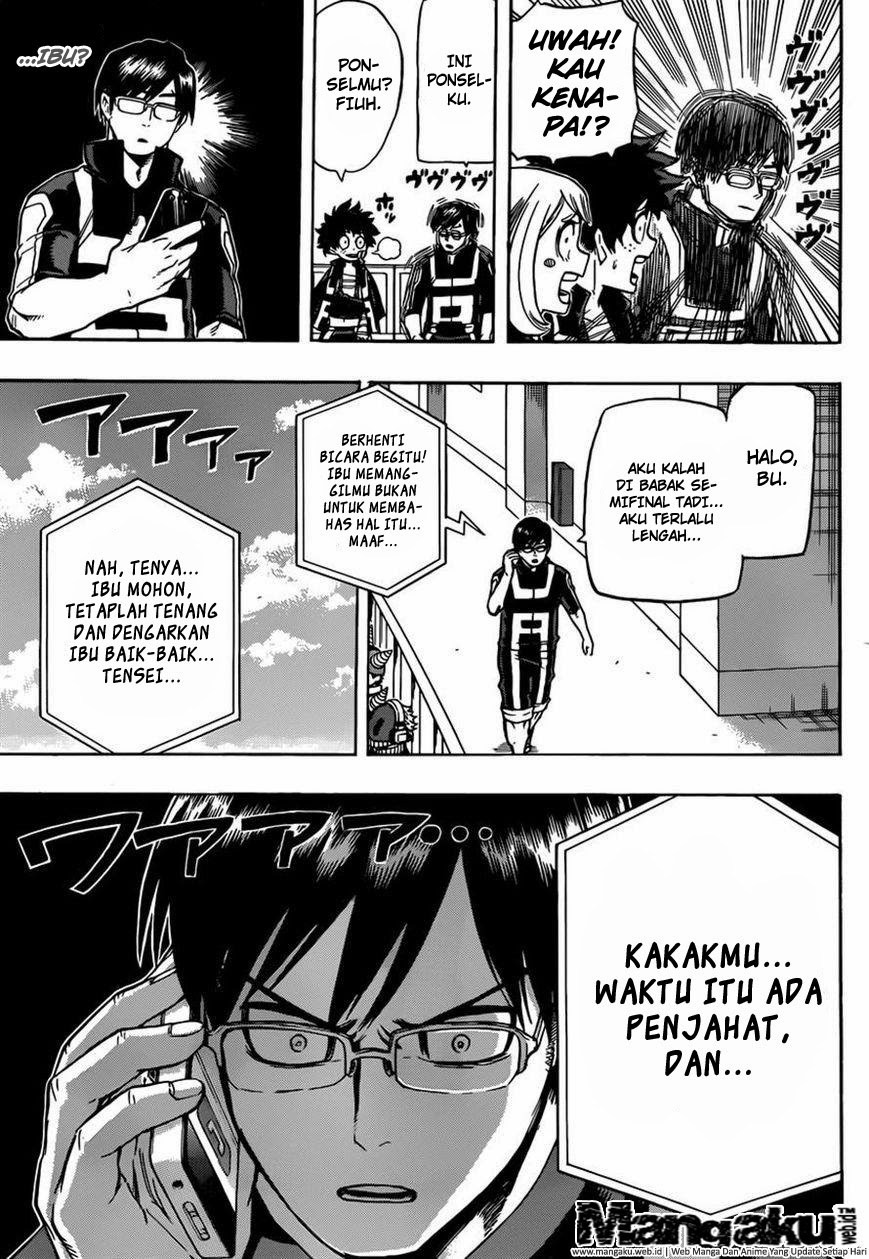 UWAH!
KAU
KENA-
PA!?
ヴヴヴヴヴヴ
INI
PONSEL-
KU.
PON-
SELMU?
FIUH.
ヴヴヴヴ
ホッ
...IBU?
HALO,
BU.
AKU KALAH
DI BABAK SE-
MIFINAL TADI...
AKU TERLALU
LENGAH...
BERHENTI
BICARA BEGITU!
IBU MEMANG-
GILMU BUKAN
UNTUK MEMBA-
HAS HAL ITU...
MAAF...
アアアァ
NAH, TENYA...
IBU MOHON,
TETAPLAH TENANG
DAN DENGARKAN
IBU BAIK-BAIK...
TENSEI...
ワアアアァ...
KAKAKMU...
WAKTU ITU ADA
PENJAHAT,
DAN...
Mangaku
www.mangaku.web.id | Web Manga Dan Anime Yang Update Setiap Hari